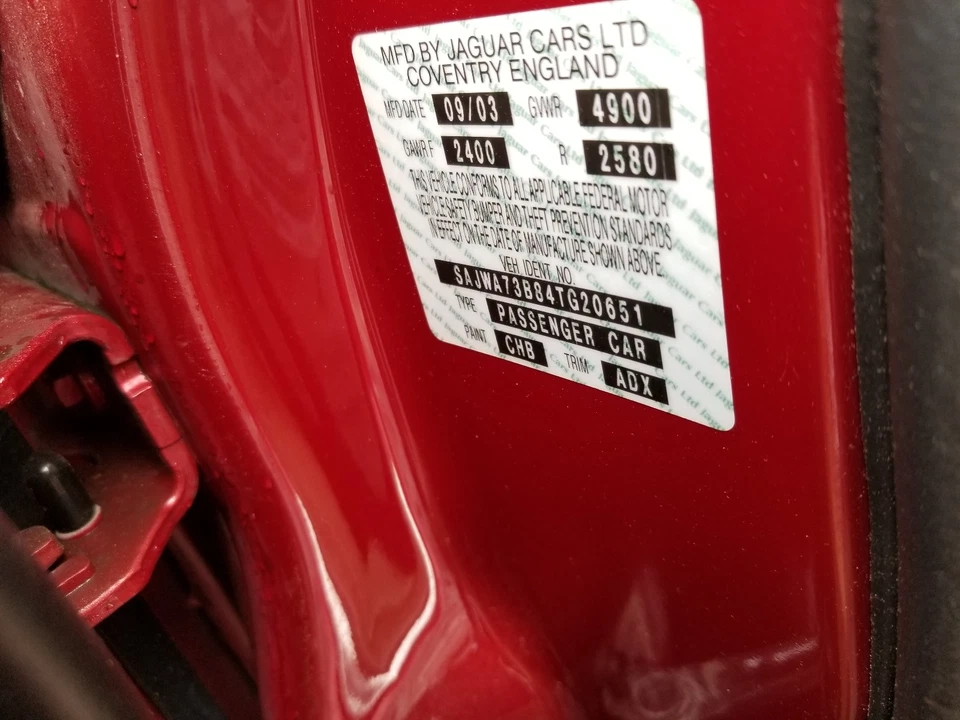 MFD BY JAGUAR CARS LTD
COVENTRY ENGLAND
MFD DATE 09/03 GVWR 4900
GAWR F 2400 R 2580
THIS VEHICLE CONFORMS TO ALL APPLICABLE FEDERAL MOTOR
VEHICLE SAFETY BUMPER AND THEFT PREVENTION STANDARDS
IN EFFECT ON THE DATE OF MANUFACTURE SHOWN ABOVE.
VEH. IDENT. NO.
SAJWA73B84TG20651
TYPE PASSENGER CAR
PAINT CHB TRIM ADX